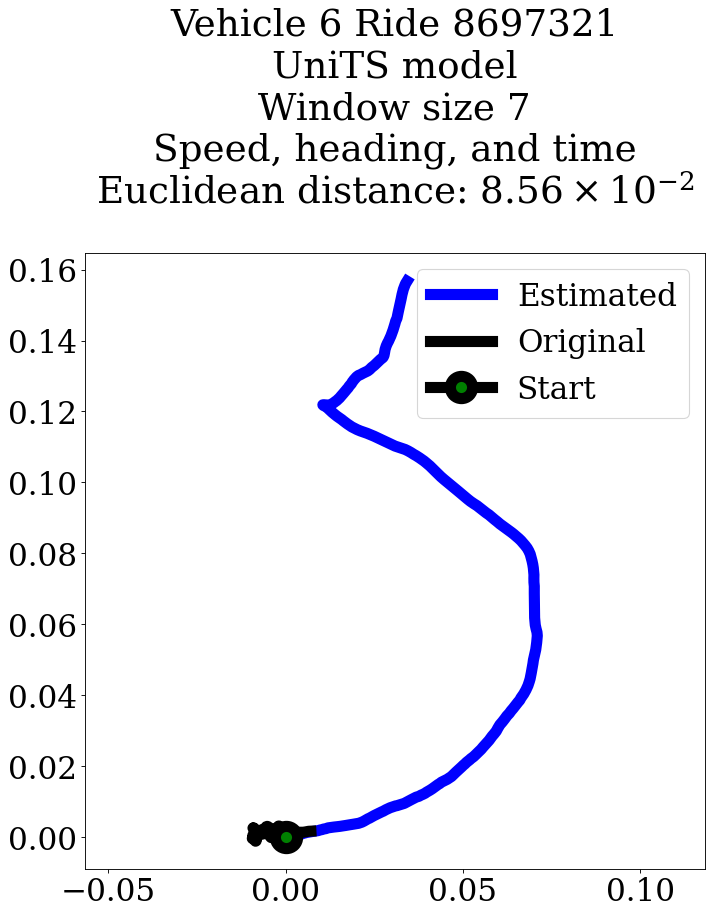 Vehicle 6 Ride 8697321
UniTS model
Window size 7
Speed, heading, and time
Euclidean distance: 8.56 × 10⁻²
0.16
0.14
0.12
0.10
0.08
0.06
0.04
0.02
0.00
Estimated
Original
Start
−0.05 0.00 0.05 0.10